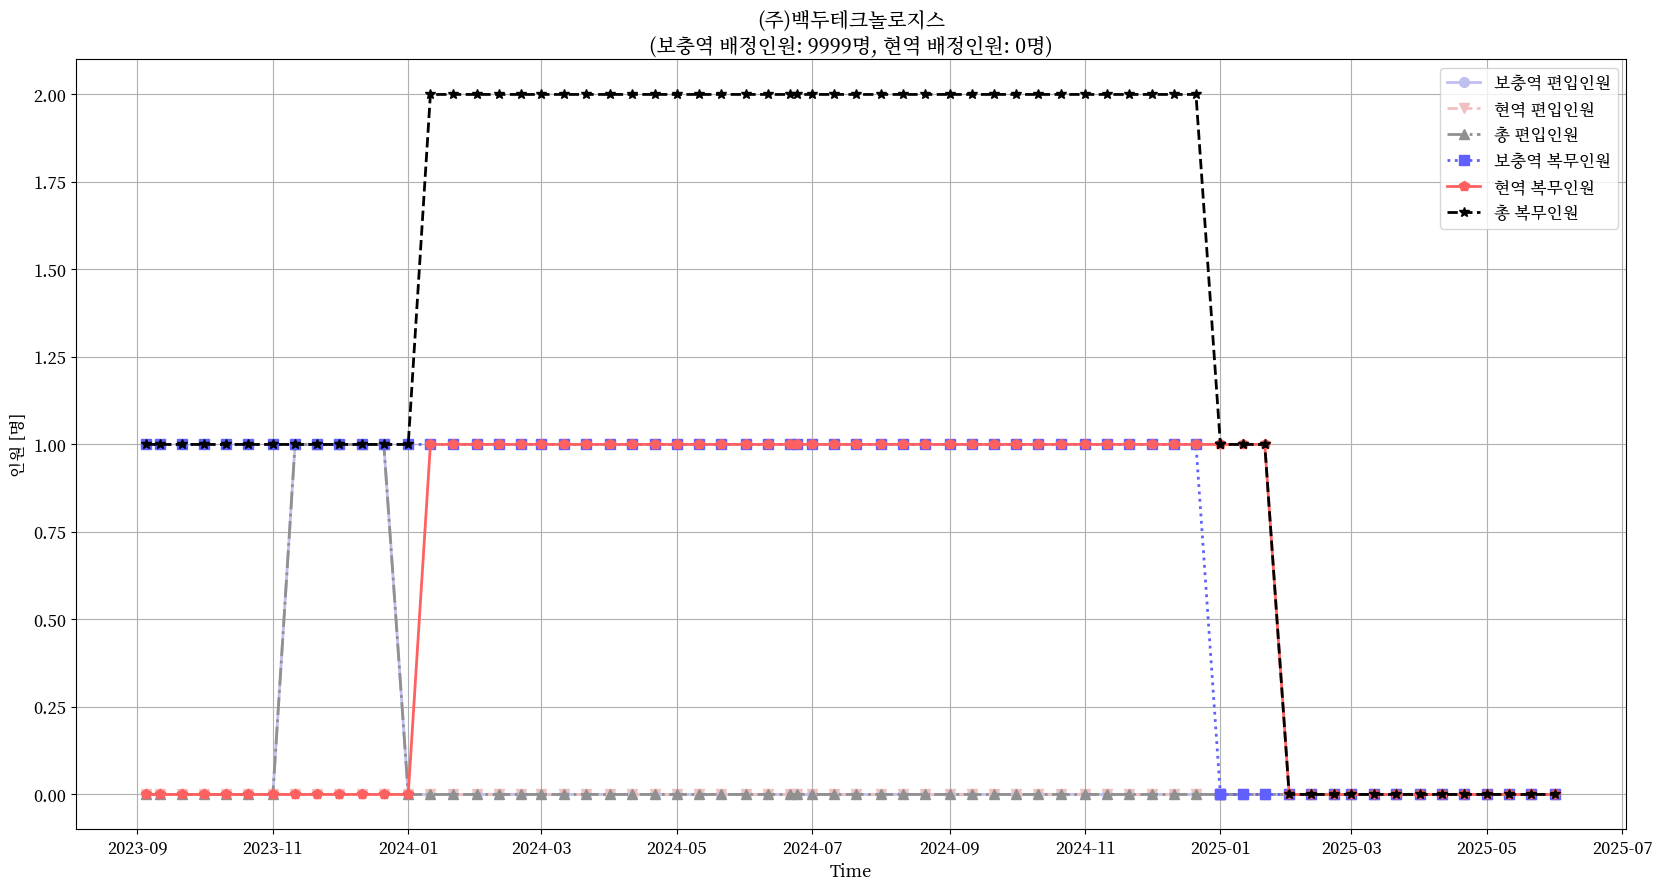 (주)백두테크놀로지스
(보충역 배정인원: 9999명, 현역 배정인원: 0명)
보충역 편입인원
현역 편입인원
총 편입인원
보충역 복무인원
현역 복무인원
총 복무인원
2.00
1.75
1.50
1.25
1.00
0.75
0.50
0.25
0.00
인원 [명]
2023-09
2023-11
2024-01
2024-03
2024-05
2024-07
2024-09
2024-11
2025-01
2025-03
2025-05
2025-07
Time